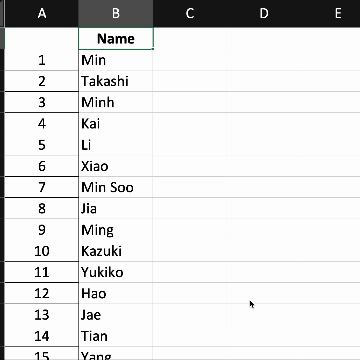 A B C D E
Name
1 Min
2 Takashi
3 Minh
4 Kai
5 Li
6 Xiao
7 Min Soo
8 Jia
9 Ming
10 Kazuki
11 Yukiko
12 Hao
13 Jae
14 Tian
15 Yang